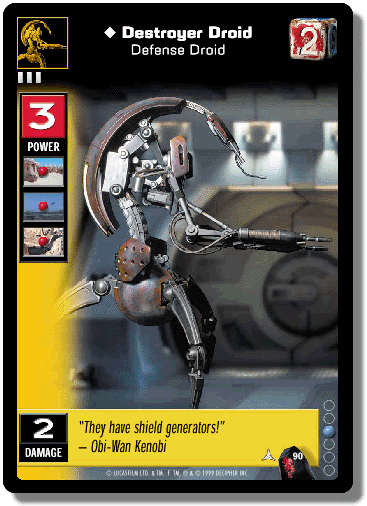 ◆ Destroyer Droid
Defense Droid
2
3
POWER
2
DAMAGE
"They have shield generators!"
– Obi-Wan Kenobi
90
© LUCASFILM LTD. & TM. F. TM, ® & © 1999 DECIPHER INC.